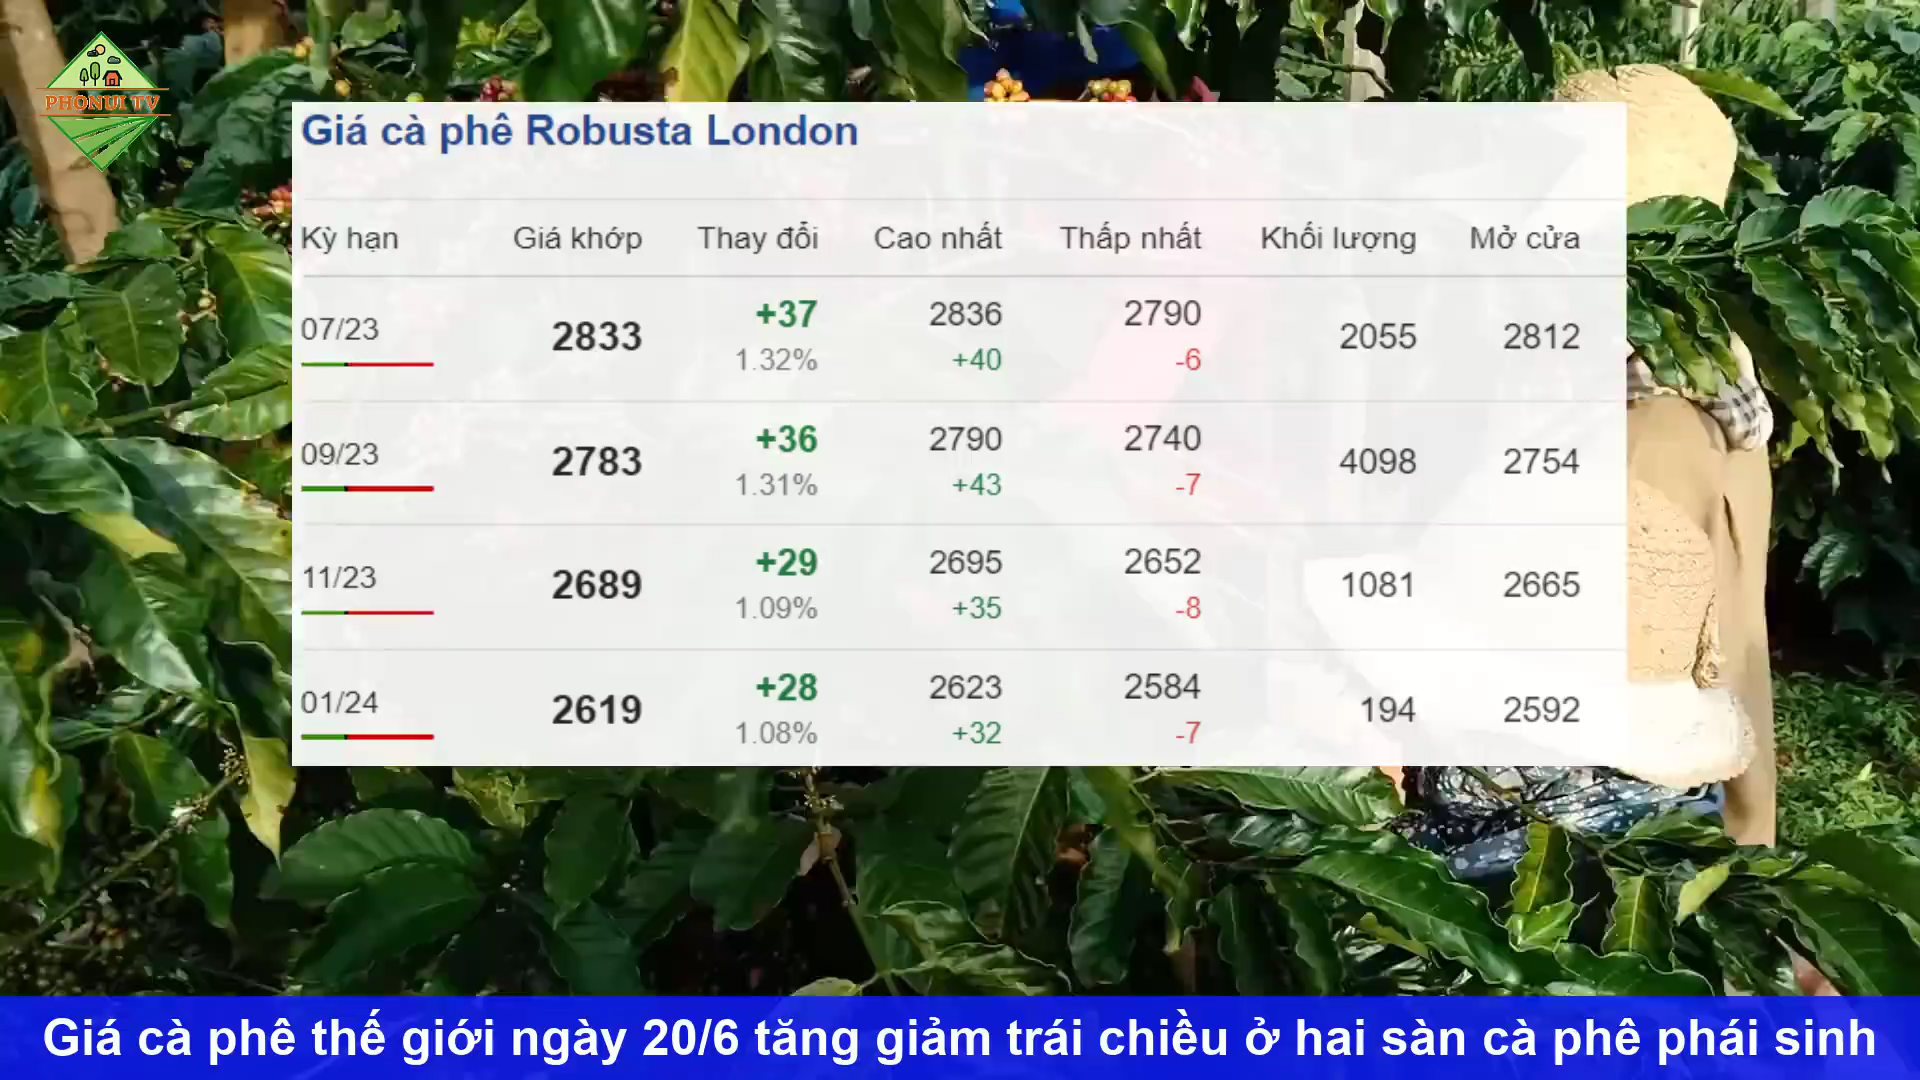 PHONUI TV
Giá cà phê Robusta London
Kỳ hạn Giá khớp Thay đổi Cao nhất Thấp nhất Khối lượng Mở cửa
07/23 2833 +37 2836 2790 2055 2812
1.32% +40 -6
09/23 2783 +36 2790 2740 4098 2754
1.31% +43 -7
11/23 2689 +29 2695 2652 1081 2665
1.09% +35 -8
01/24 2619 +28 2623 2584 194 2592
1.08% +32 -7
Giá cà phê thế giới ngày 20/6 tăng giảm trái chiều ở hai sàn cà phê phái sinh